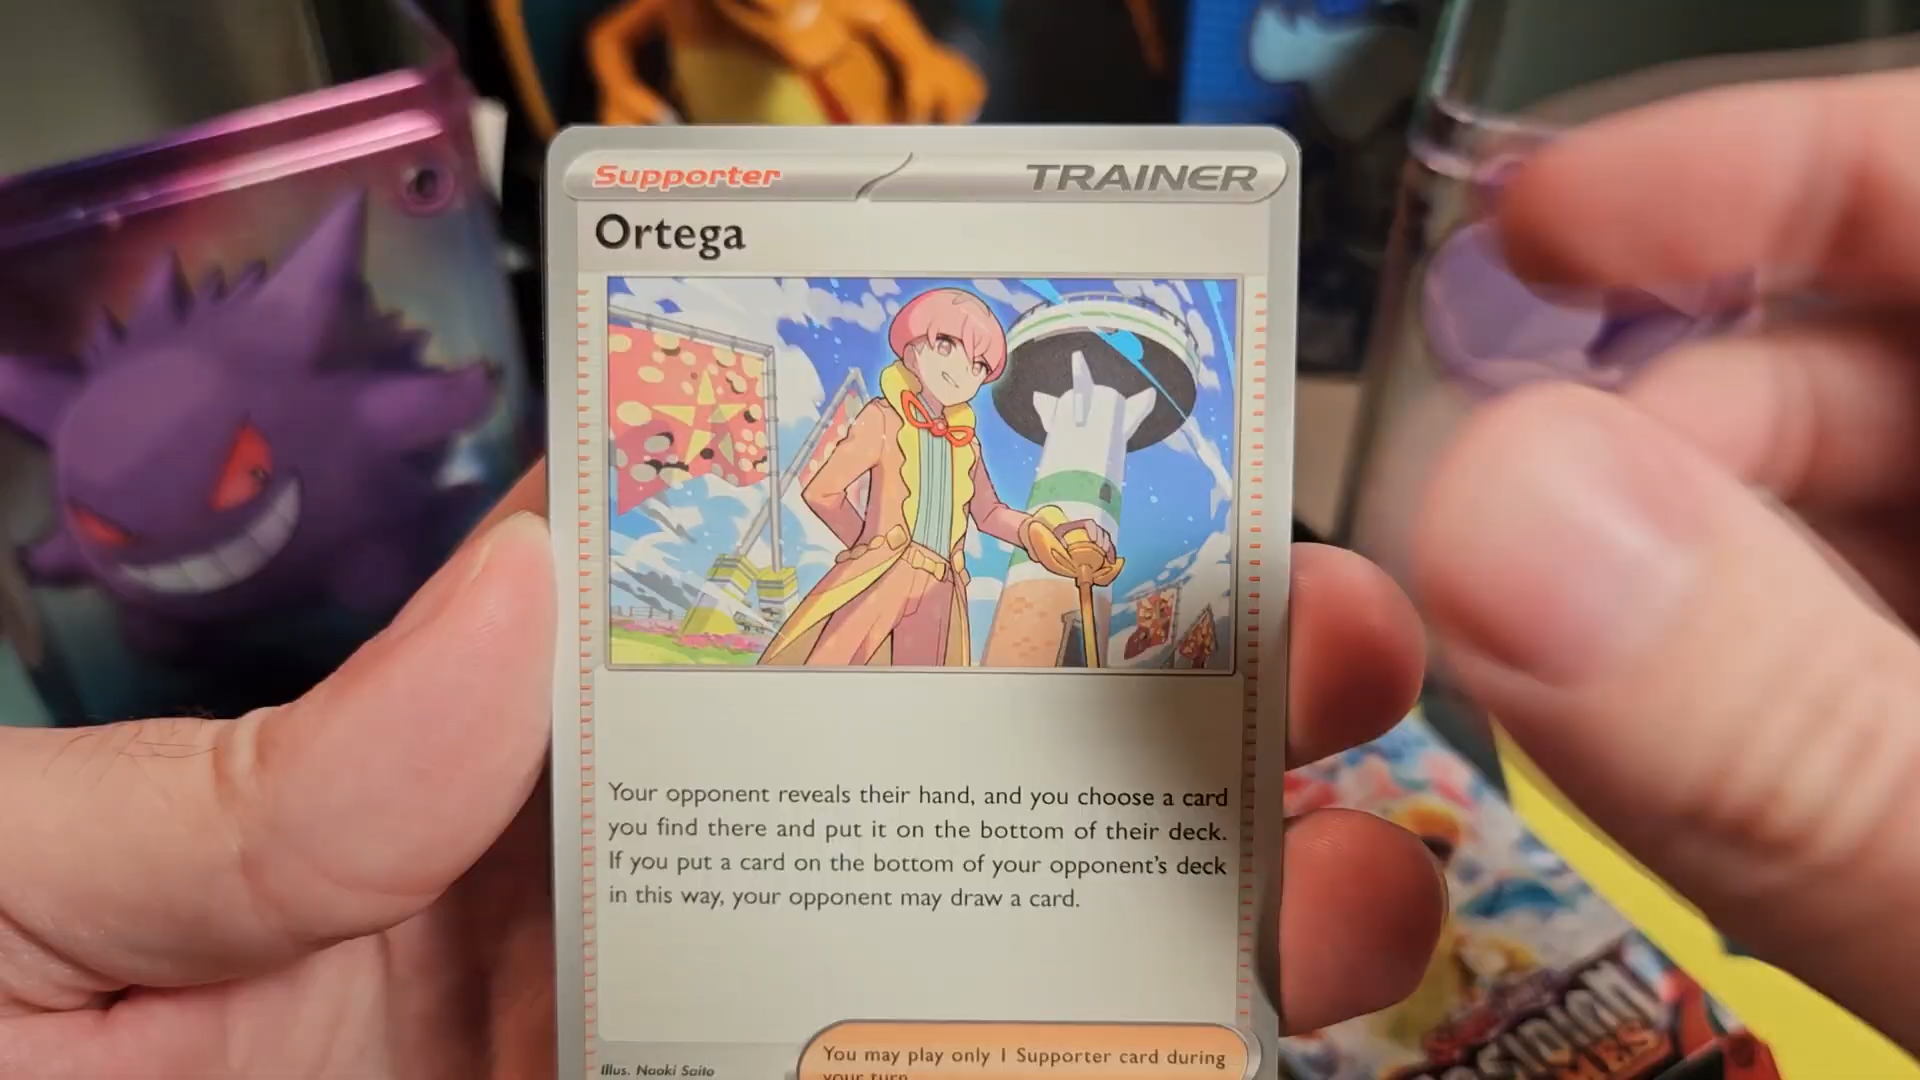 Supporter
TRAINER
Ortega
Your opponent reveals their hand, and you choose a card
you find there and put it on the bottom of their deck.
If you put a card on the bottom of your opponent's deck
in this way, your opponent may draw a card.
You may play only 1 Supporter card during
your turn
Illus. Naoki Saito